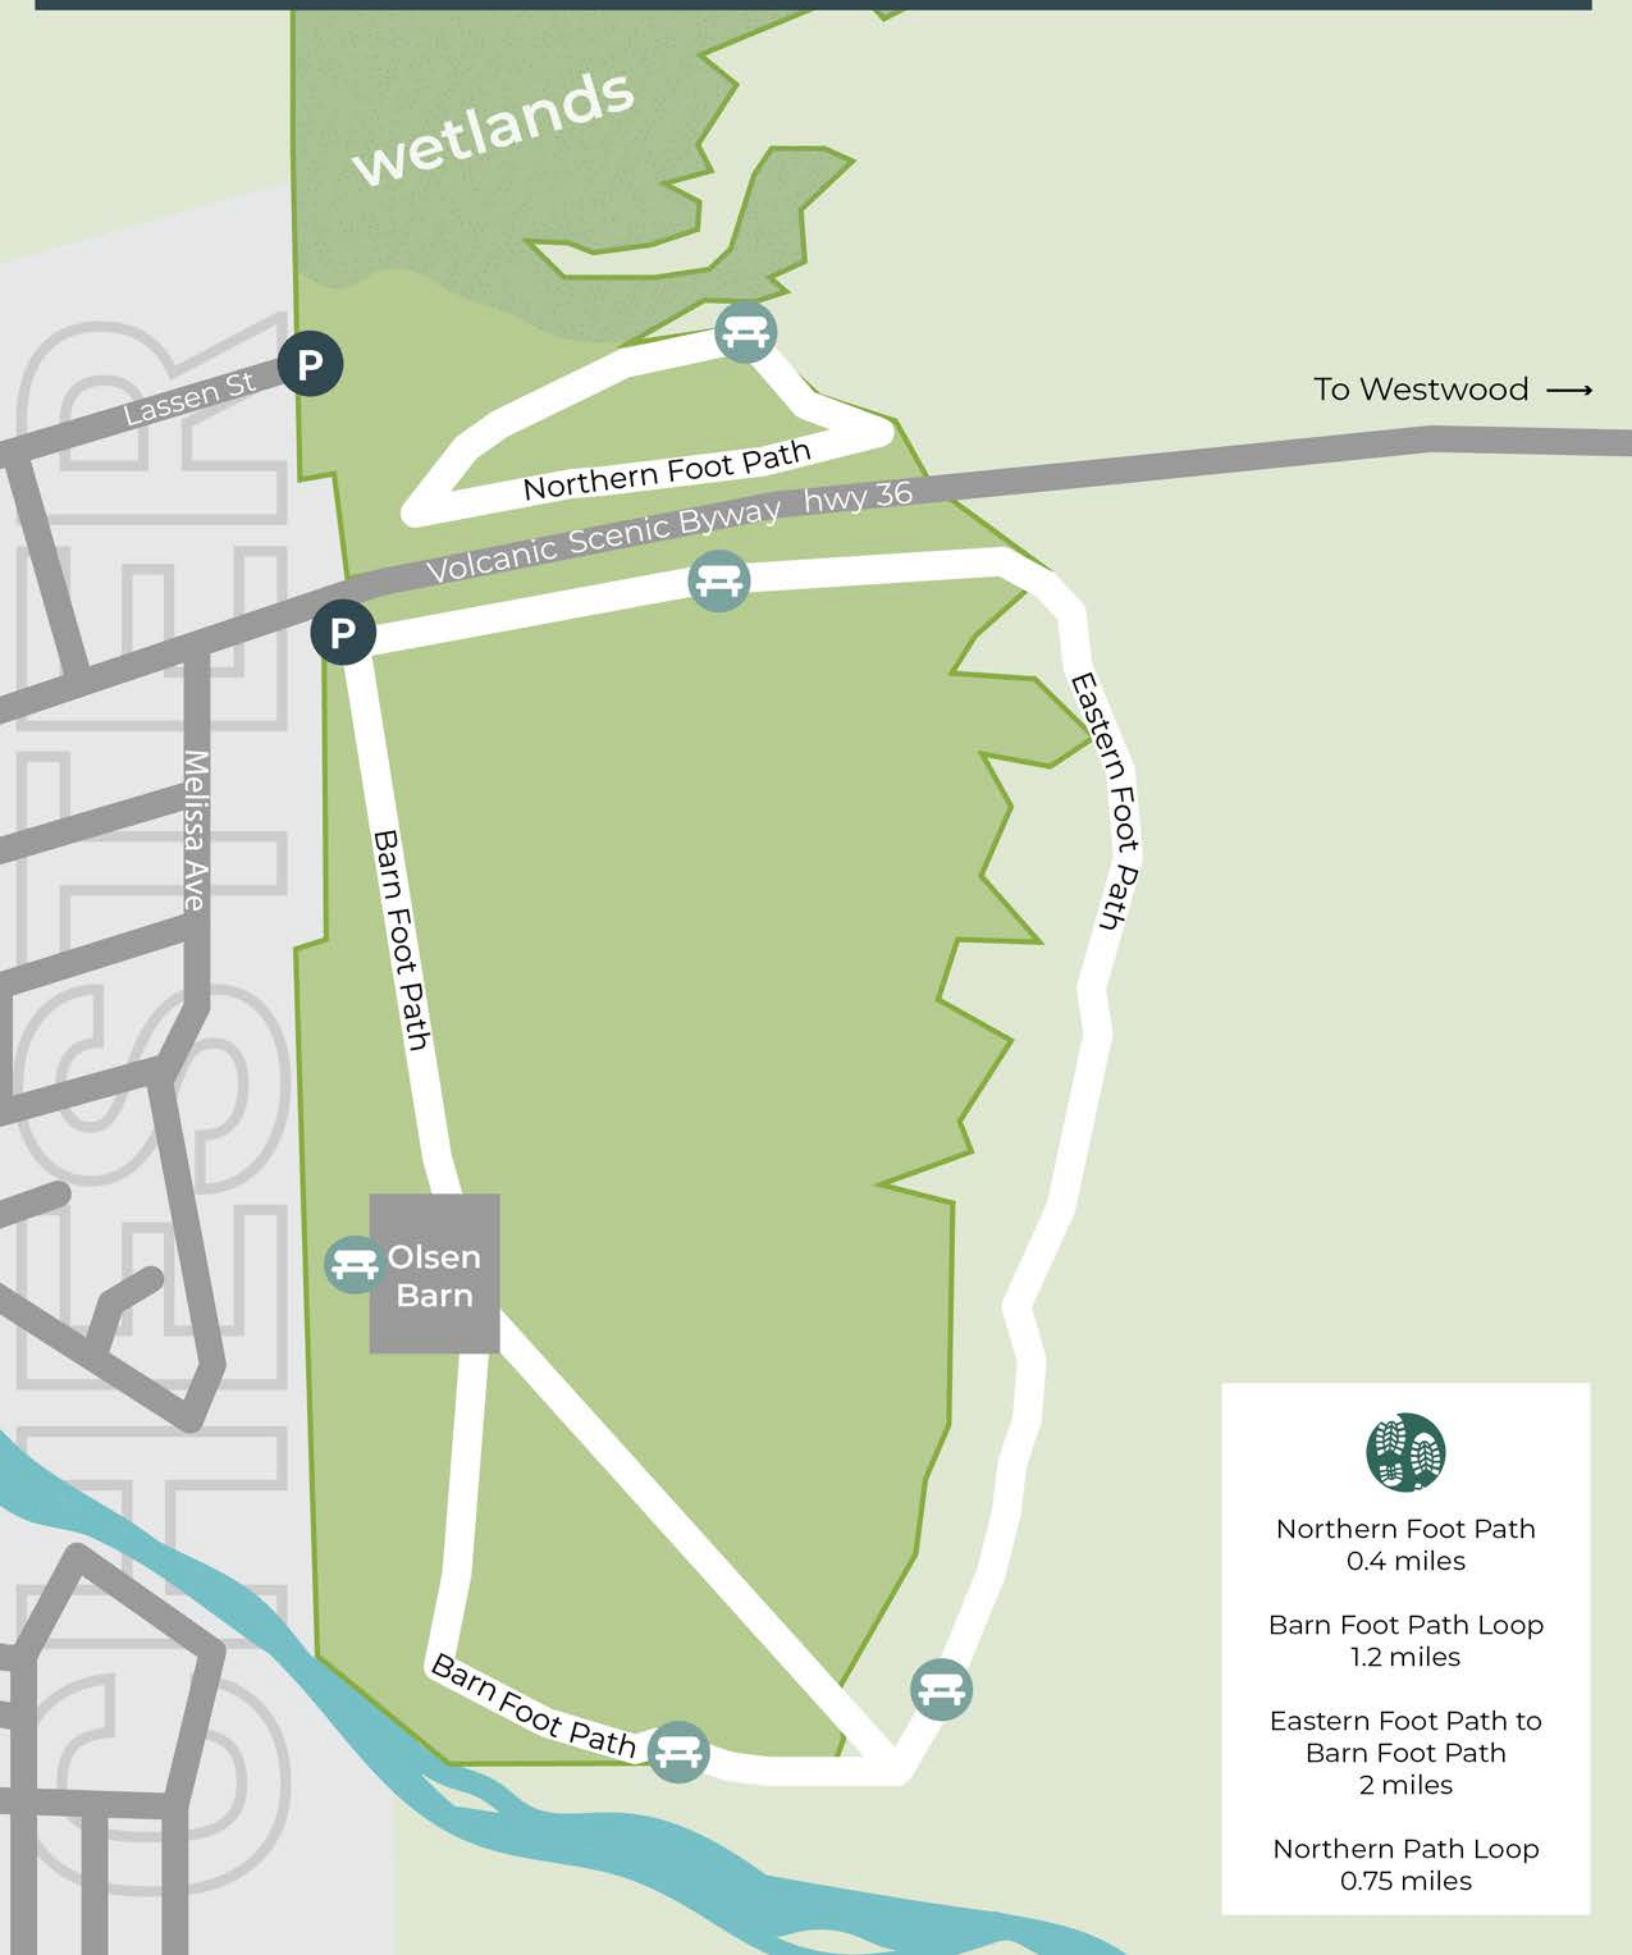 wetlands
P
Lassen St
To Westwood
Northern Foot Path
Volcanic Scenic Byway hwy 36
P
Eastern Foot Path
Melissa Ave
Barn Foot Path
CHESTER
Olsen
Barn
Barn Foot Path
Northern Foot Path
0.4 miles
Barn Foot Path Loop
1.2 miles
Eastern Foot Path to
Barn Foot Path
2 miles
Northern Path Loop
0.75 miles